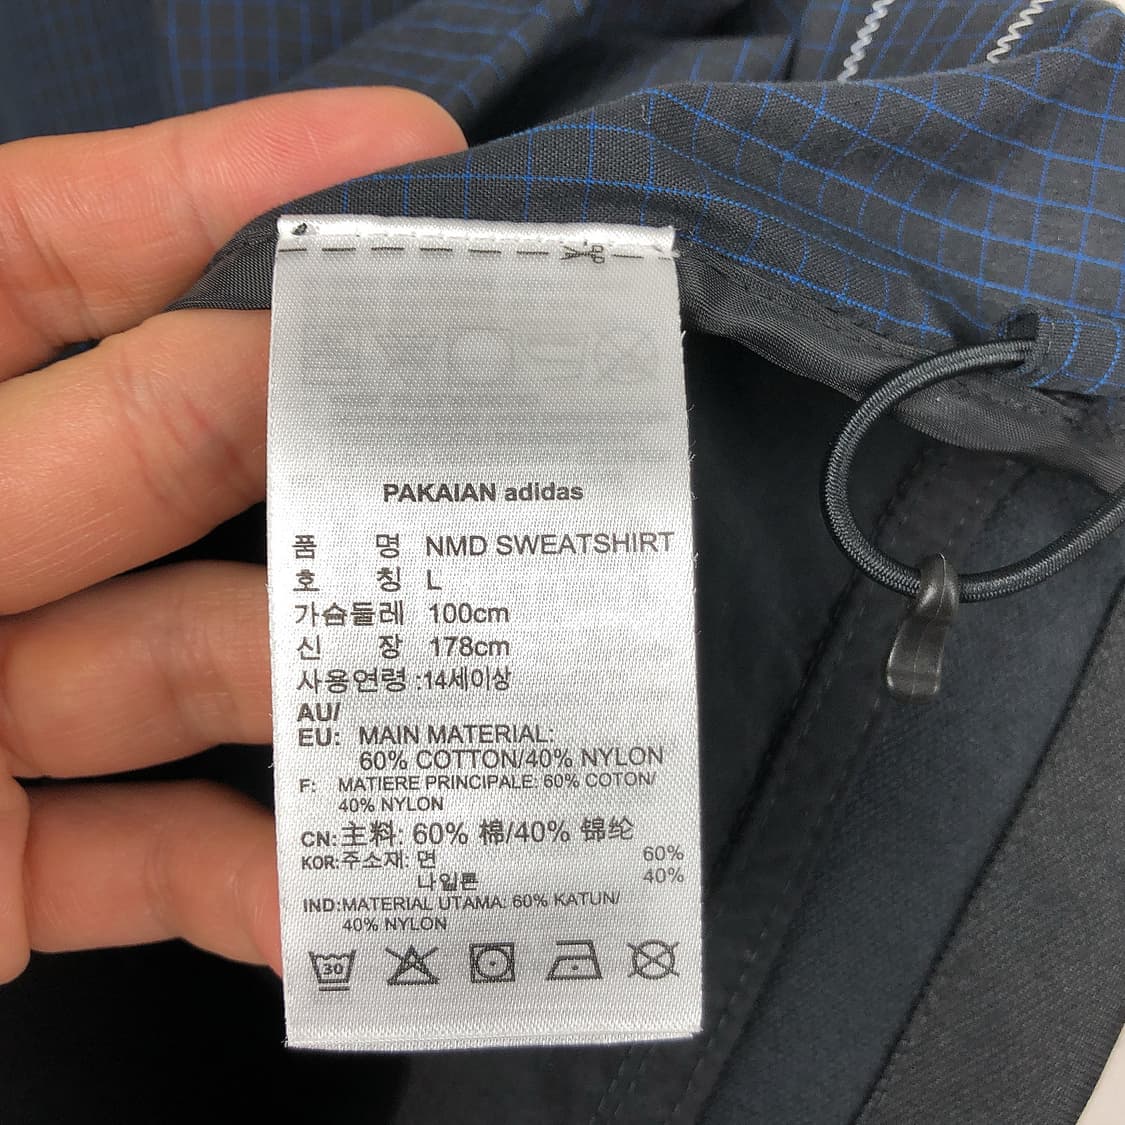 PAKAIAN adidas
품 명 NMD SWEATSHIRT
호 칭 L
가슴둘레 100cm
신 장 178cm
사용연령 :14세이상
AU/
EU: MAIN MATERIAL:
60% COTTON/40% NYLON
F: MATIERE PRINCIPALE: 60% COTON/
40% NYLON
CN:主料: 60% 棉/40% 锦纶
KOR:주소재: 면 60%
나일론 40%
IND:MATERIAL UTAMA: 60% KATUN/
40% NYLON
30